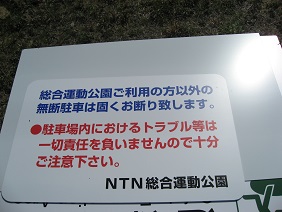 総合運動公園ご利用の方以外の
無断駐車は固くお断り致します。
●駐車場内におけるトラブル等は
一切責任を負いませんので十分
ご注意下さい。
NTN総合運動公園